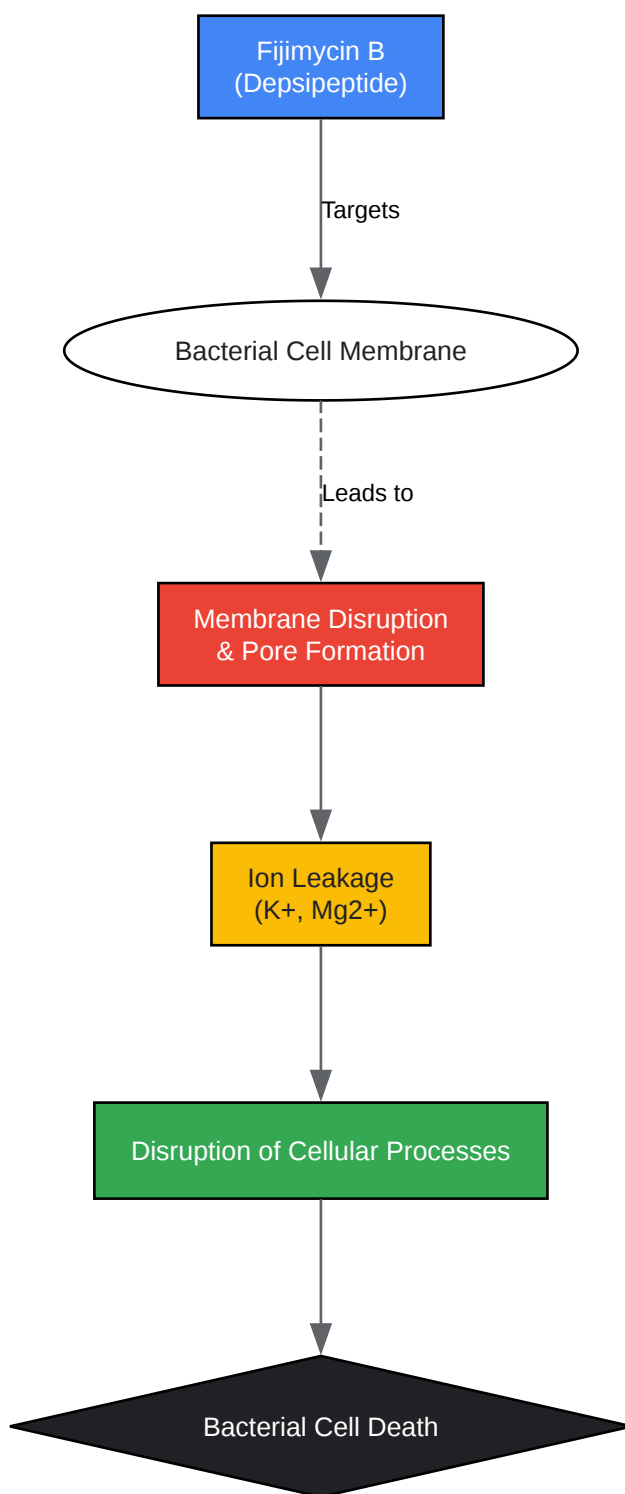 Fijimycin B
(Depsipeptide)
Targets
Bacterial Cell Membrane
Leads to
Membrane Disruption
& Pore Formation
Ion Leakage
(K+, Mg2+)
Disruption of Cellular Processes
Bacterial Cell Death